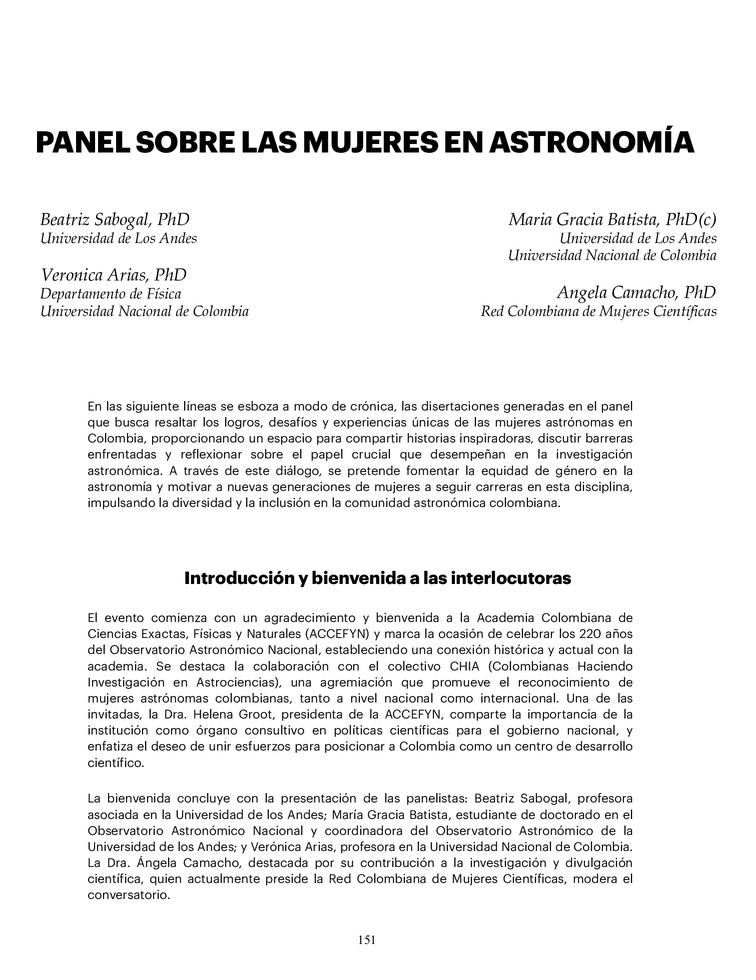 PANEL SOBRE LAS MUJERES EN ASTRONOMÍA
Beatriz Sabogal, PhD
Universidad de Los Andes
Veronica Arias, PhD
Departamento de Física
Universidad Nacional de Colombia
Maria Gracia Batista, PhD(c)
Universidad de Los Andes
Universidad Nacional de Colombia
Angela Camacho, PhD
Red Colombiana de Mujeres Científicas
En las siguiente líneas se esboza a modo de crónica, las disertaciones generadas en el panel
que busca resaltar los logros, desafíos y experiencias únicas de las mujeres astrónomas en
Colombia, proporcionando un espacio para compartir historias inspiradoras, discutir barreras
enfrentadas y reflexionar sobre el papel crucial que desempeñan en la investigación
astronómica. A través de este diálogo, se pretende fomentar la equidad de género en la
astronomía y motivar a nuevas generaciones de mujeres a seguir carreras en esta disciplina,
impulsando la diversidad y la inclusión en la comunidad astronómica colombiana.
Introducción y bienvenida a las interlocutoras
El evento comienza con un agradecimiento y bienvenida a la Academia Colombiana de
Ciencias Exactas, Físicas y Naturales (ACCEFYN) y marca la ocasión de celebrar los 220 años
del Observatorio Astronómico Nacional, estableciendo una conexión histórica y actual con la
academia. Se destaca la colaboración con el colectivo CHIA (Colombianas Haciendo
Investigación en Astrociencias), una agremiación que promueve el reconocimiento de
mujeres astrónomas colombianas, tanto a nivel nacional como internacional. Una de las
invitadas, la Dra. Helena Groot, presidenta de la ACCEFYN, comparte la importancia de la
institución como órgano consultivo en políticas científicas para el gobierno nacional, y
enfatiza el deseo de unir esfuerzos para posicionar a Colombia como un centro de desarrollo
científico.
La bienvenida concluye con la presentación de las panelistas: Beatriz Sabogal, profesora
asociada en la Universidad de los Andes; María Gracia Batista, estudiante de doctorado en el
Observatorio Astronómico Nacional y coordinadora del Observatorio Astronómico de la
Universidad de los Andes; y Verónica Arias, profesora en la Universidad Nacional de Colombia.
La Dra. Ángela Camacho, destacada por su contribución a la investigación y divulgación
científica, quien actualmente preside la Red Colombiana de Mujeres Científicas, modera el
conversatorio.
151